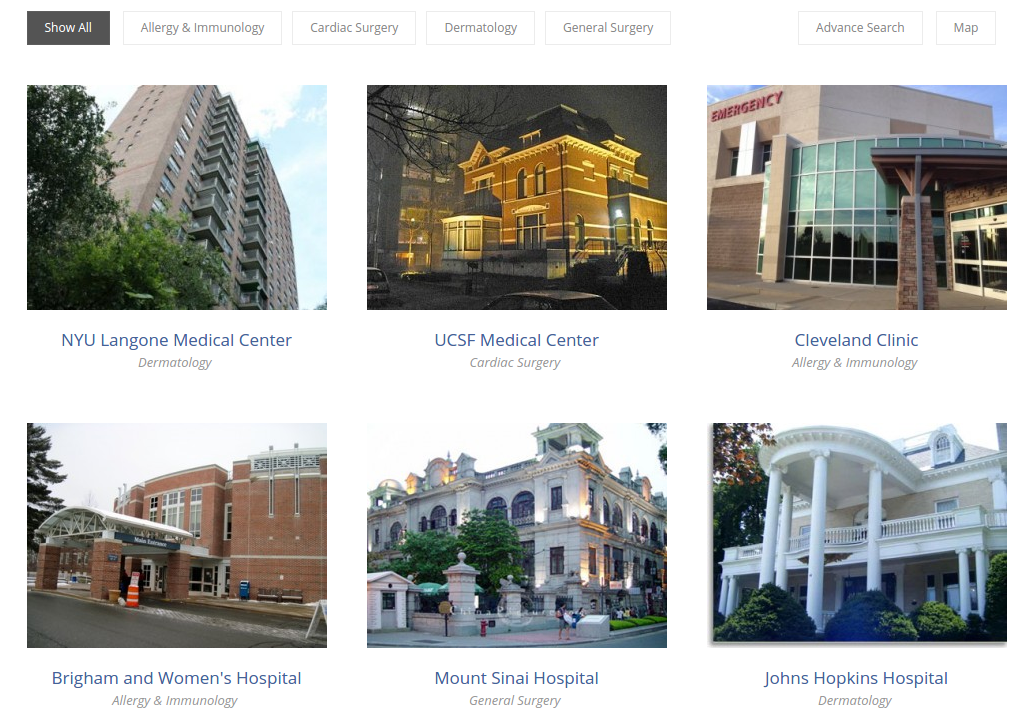 Show All
Allergy & Immunology
Cardiac Surgery
Dermatology
General Surgery
Advance Search
Map
EMERGENCY
NYU Langone Medical Center
UCSF Medical Center
Cleveland Clinic
Dermatology
Cardiac Surgery
Allergy & Immunology
Main Entrance
Brigham and Women's Hospital
Mount Sinai Hospital
Johns Hopkins Hospital
Allergy & Immunology
General Surgery
Dermatology